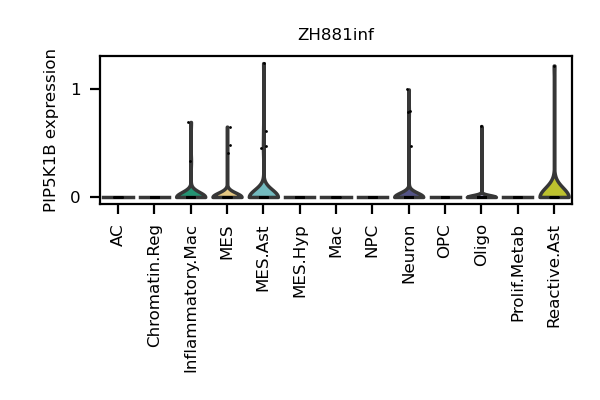 ZH881inf
PIP5K1B expression
1
0
AC
Chromatin.Reg
Inflammatory.Mac
MES
MES.Ast
MES.Hyp
Mac
NPC
Neuron
OPC
Oligo
Prolif.Metab
Reactive.Ast